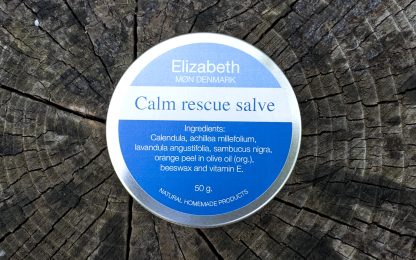 Elizabeth
MØN DENMARK
Calm rescue salve
Ingredients:
Calendula, achillea millefolium,
lavandula angustifolia, sambucus nigra,
orange peel in olive oil (org.),
beeswax and vitamin E.
50 g.
NATURAL HOMEMADE PRODUCTS